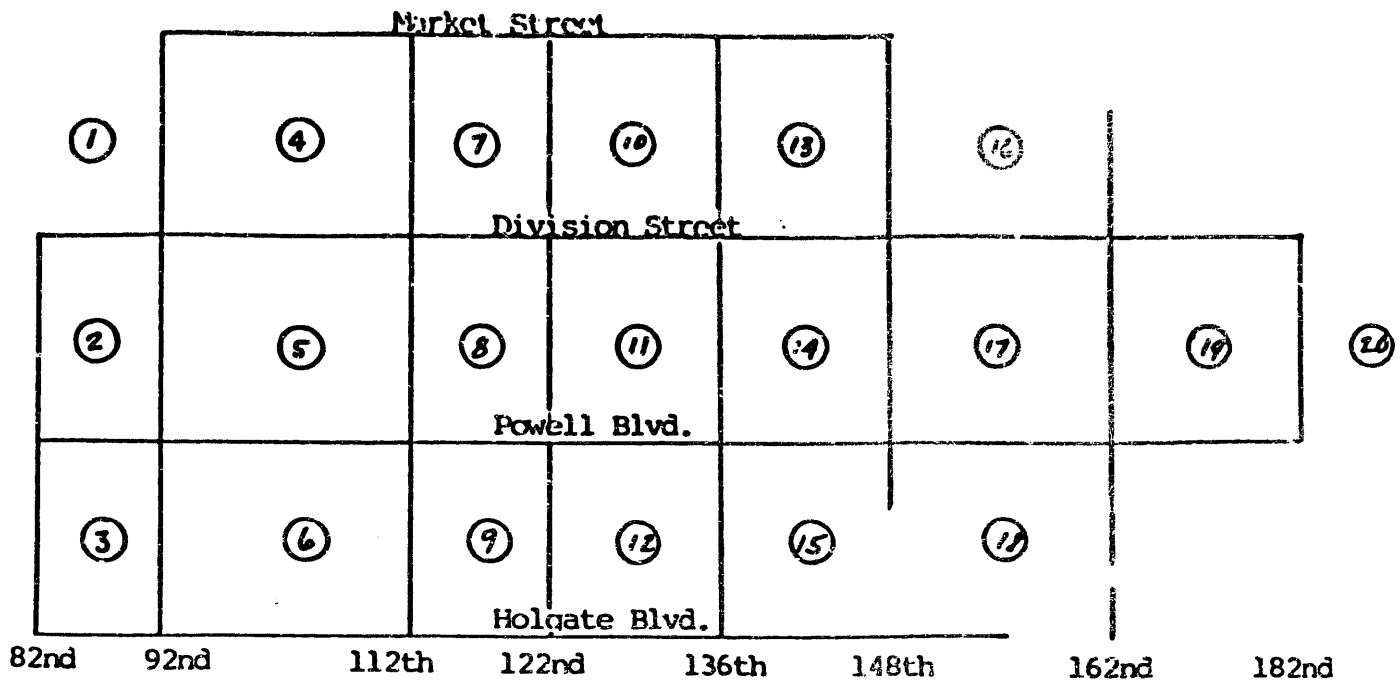 Market Street
1 4 7 10 13 16
Division Street
2 5 8 11 14 17 19 20
Powell Blvd.
3 6 9 12 15 18
Holgate Blvd.
82nd 92nd 112th 122nd 136th 148th 162nd 182nd